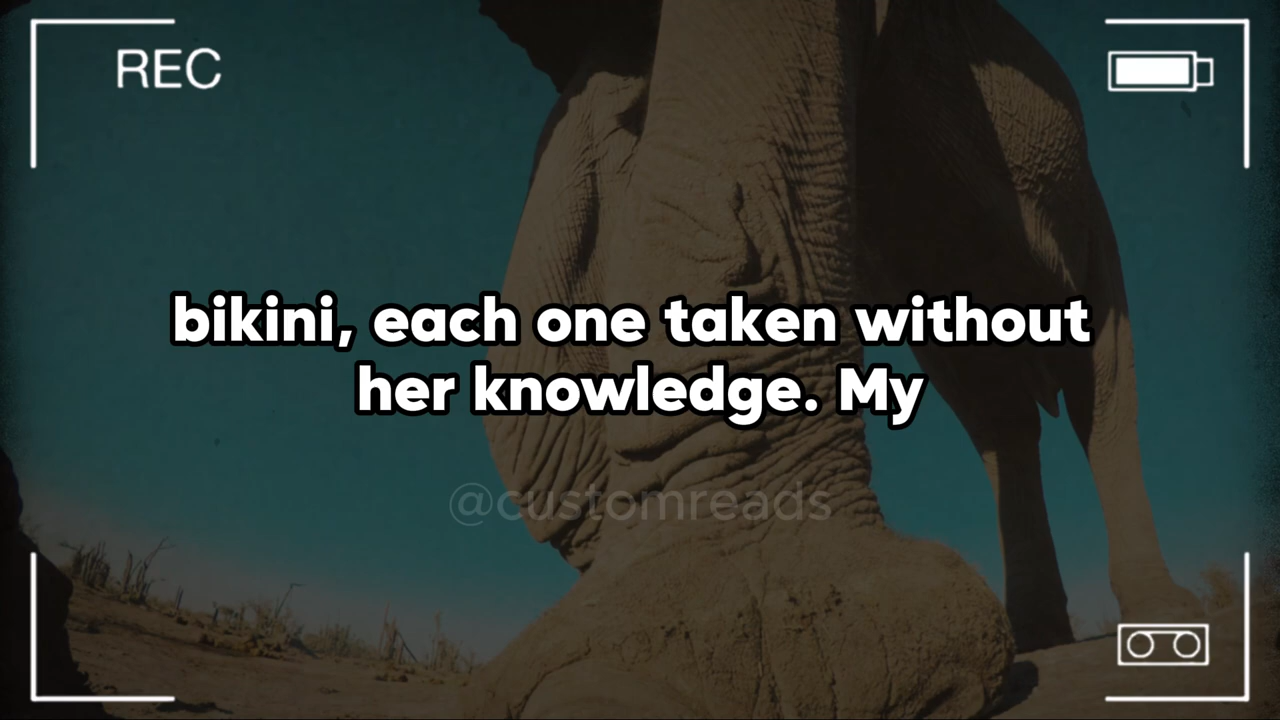 REC
bikini, each one taken without
her knowledge. My
@customreads